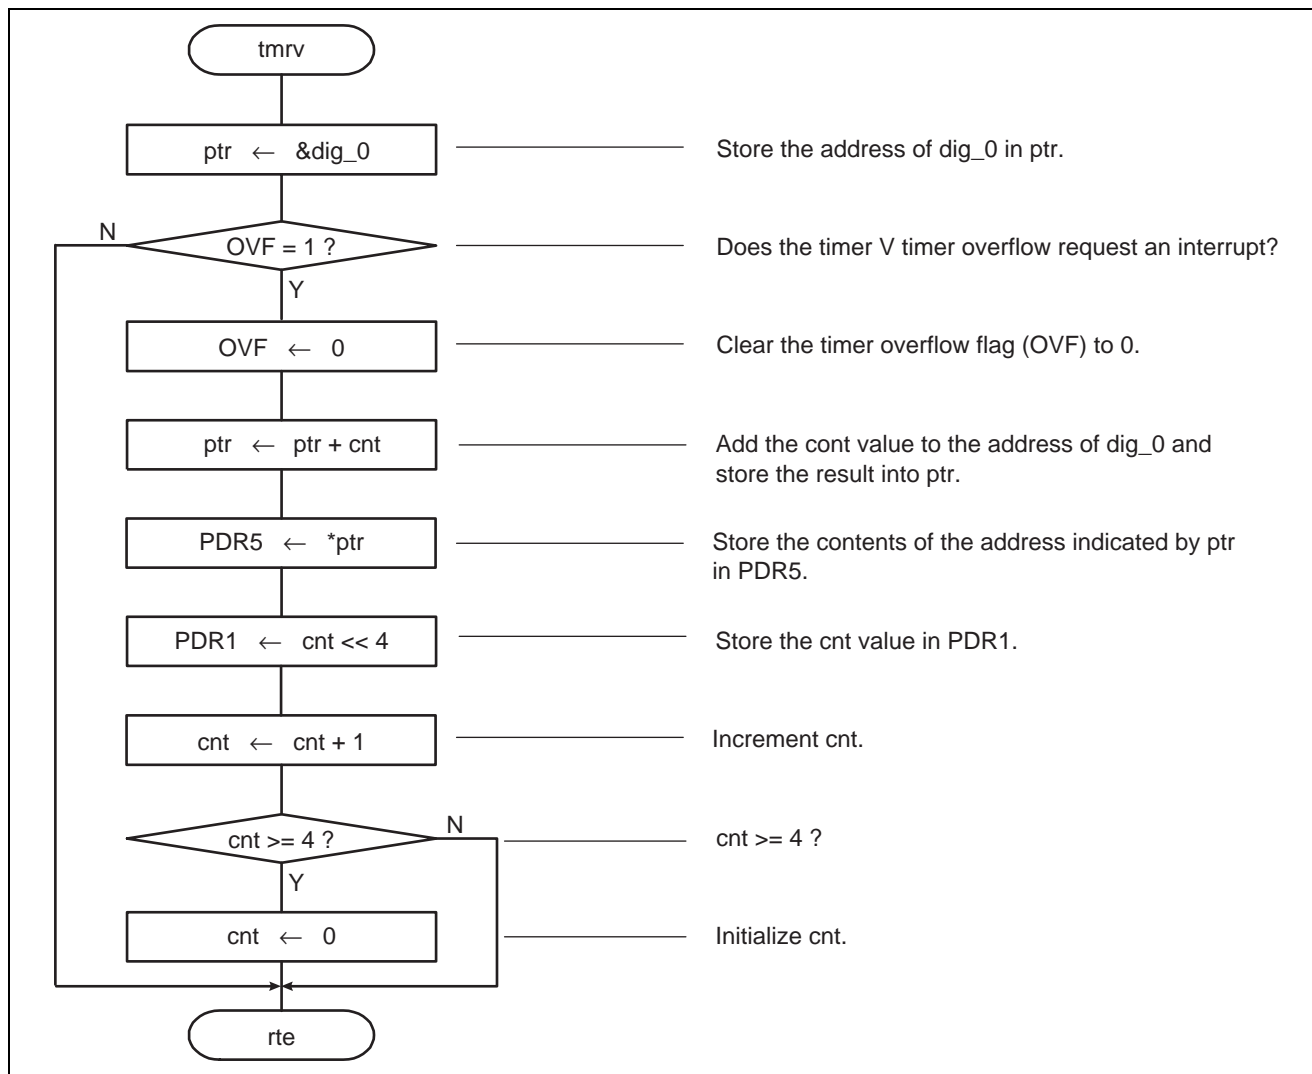 tmrv
ptr ← &dig_0
Store the address of dig_0 in ptr.
N
OVF = 1 ?
Does the timer V timer overflow request an interrupt?
Y
OVF ← 0
Clear the timer overflow flag (OVF) to 0.
ptr ← ptr + cnt
Add the cont value to the address of dig_0 and
store the result into ptr.
PDR5 ← *ptr
Store the contents of the address indicated by ptr
in PDR5.
PDR1 ← cnt << 4
Store the cnt value in PDR1.
cnt ← cnt + 1
Increment cnt.
cnt >= 4 ?
N
cnt >= 4 ?
Y
cnt ← 0
Initialize cnt.
rte